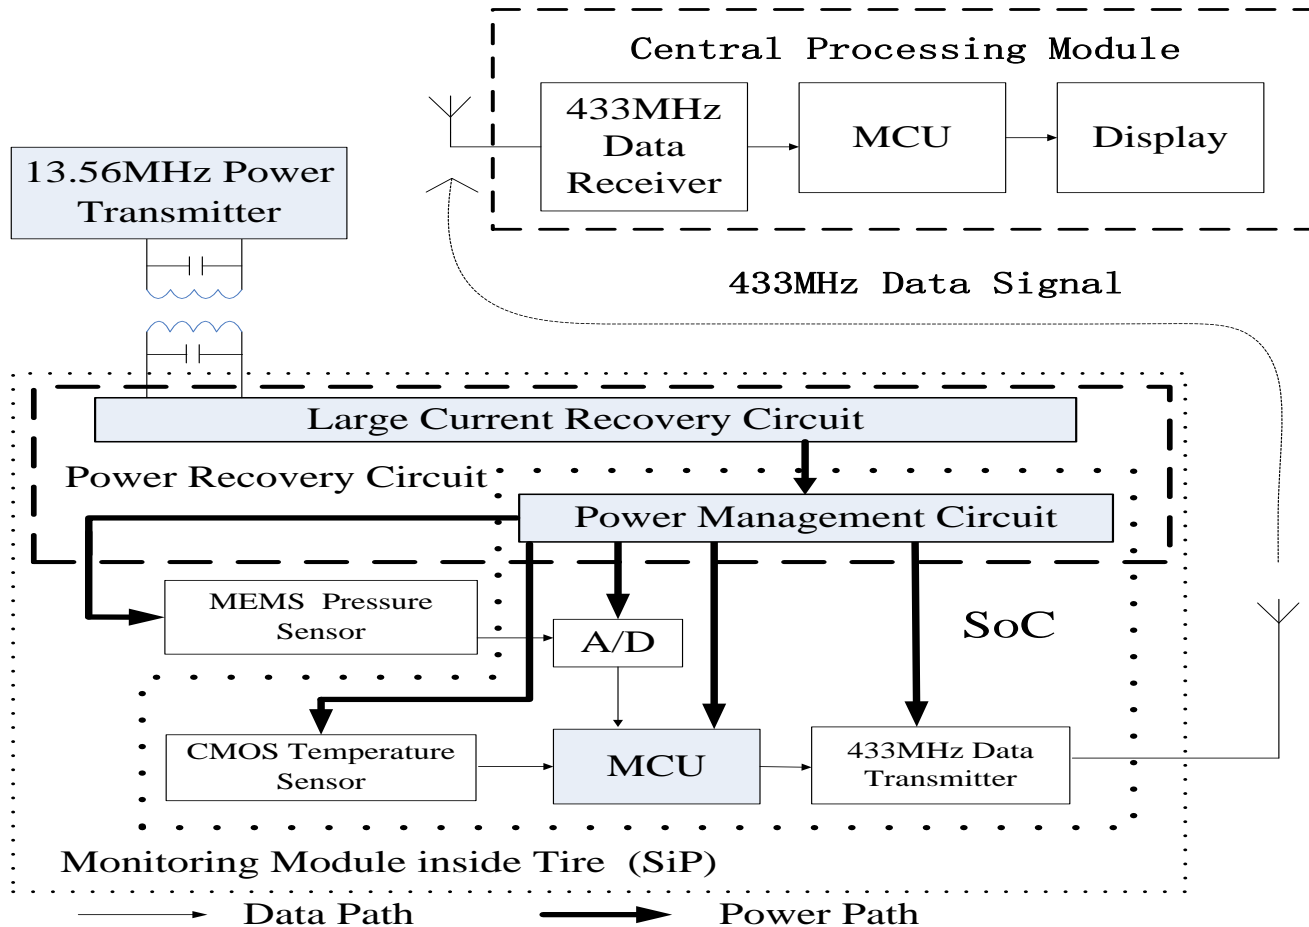 Central Processing Module
433MHz
Data
Receiver
MCU
Display
13.56MHz Power
Transmitter
433MHz Data Signal
Large Current Recovery Circuit
Power Recovery Circuit
Power Management Circuit
MEMS Pressure
Sensor
A/D
SoC
CMOS Temperature
Sensor
MCU
433MHz Data
Transmitter
Monitoring Module inside Tire (SiP)
Data Path
Power Path